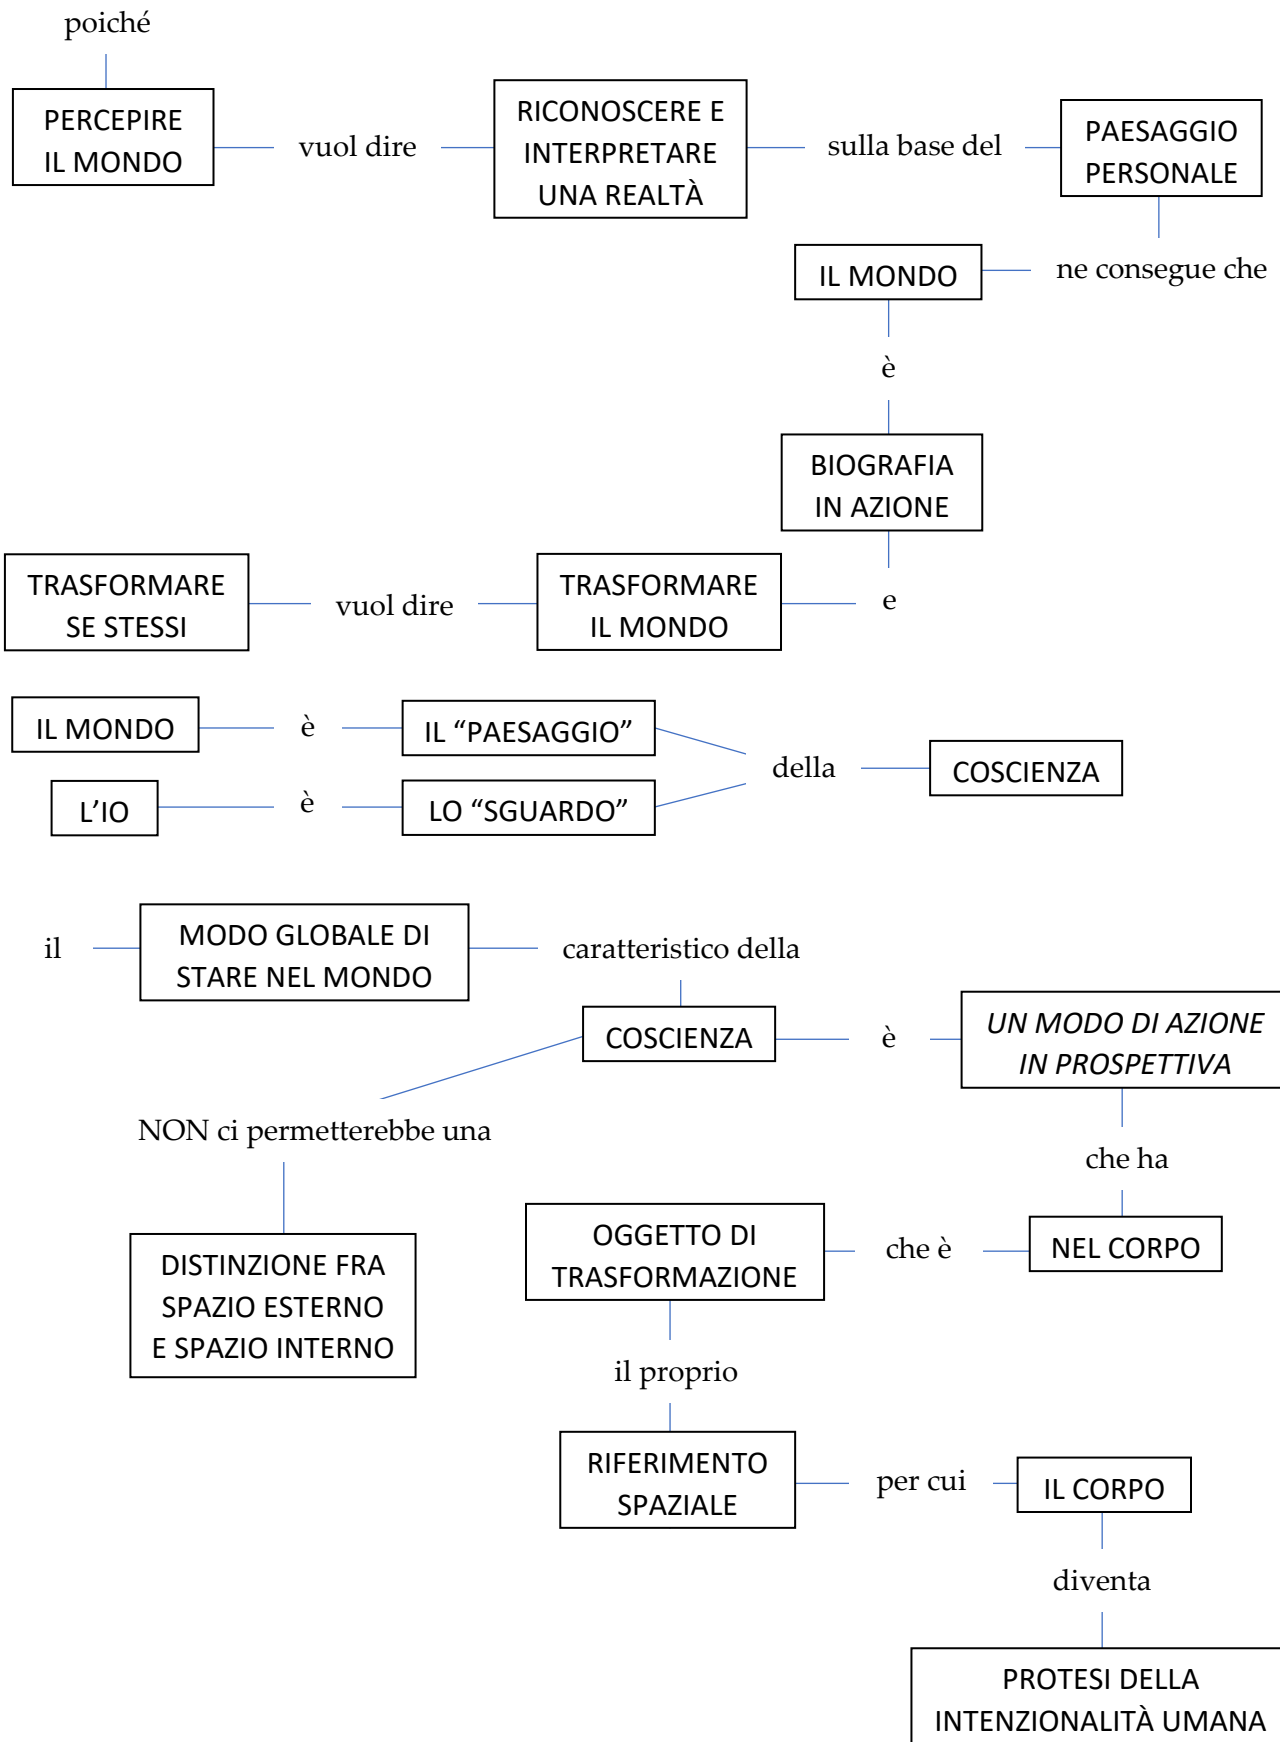 poiché
PERCEPIRE
IL MONDO
vuol dire
RICONOSCERE E
INTERPRETARE
UNA REALTÀ
sulla base del
PAESAGGIO
PERSONALE
ne consegue che
IL MONDO
è
BIOGRAFIA
IN AZIONE
e
TRASFORMARE
IL MONDO
vuol dire
TRASFORMARE
SE STESSI
IL MONDO
è
IL “PAESAGGIO”
L’IO
è
LO “SGUARDO”
della
COSCIENZA
il
MODO GLOBALE DI
STARE NEL MONDO
caratteristico della
COSCIENZA
è
UN MODO DI AZIONE
IN PROSPETTIVA
NON ci permetterebbe una
DISTINZIONE FRA
SPAZIO ESTERNO
E SPAZIO INTERNO
che ha
NEL CORPO
che è
OGGETTO DI
TRASFORMAZIONE
il proprio
RIFERIMENTO
SPAZIALE
per cui
IL CORPO
diventa
PROTESI DELLA
INTENZIONALITÀ UMANA